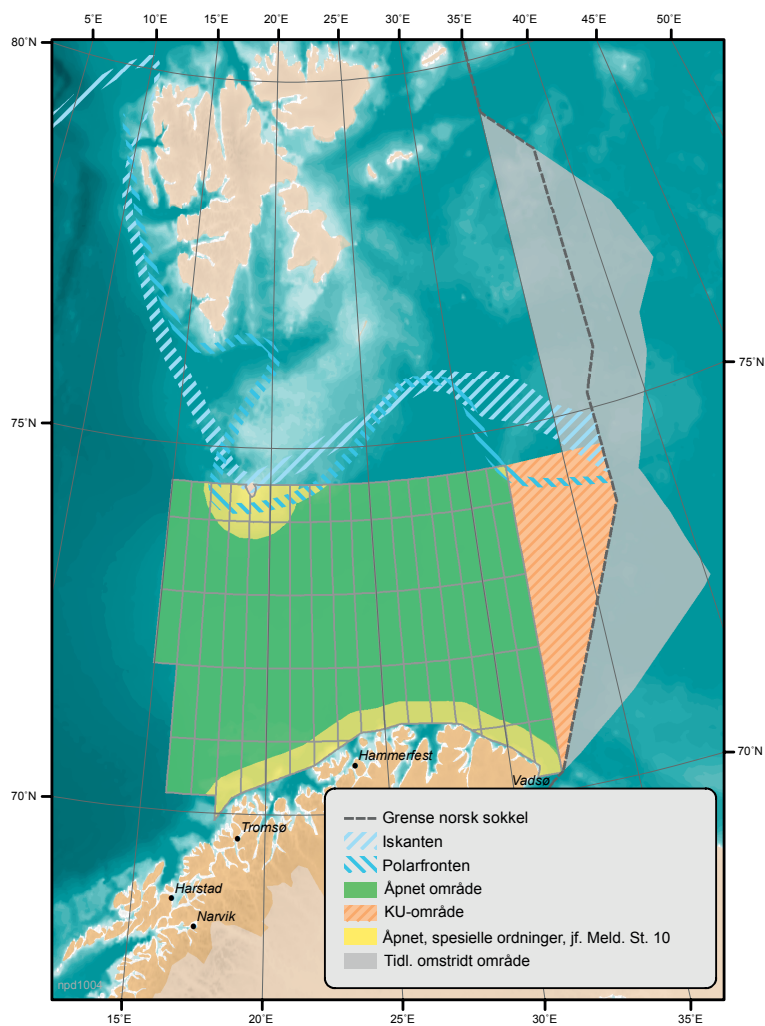 5°E 10°E 15°E 20°E 25°E 30°E 35°E 40°E 45°E 50°E
80°N
75°N
75°N
70°N
70°N
Hammerfest
Vadsø
Tromsø
Harstad
Narvik
Grense norsk sokkel
Iskanten
Polarfronten
Åpnet område
KU-område
Åpnet, spesielle ordninger, jf. Meld. St. 10
Tidl. omstridt område
npd1004
15°E 20°E 25°E 30°E 35°E